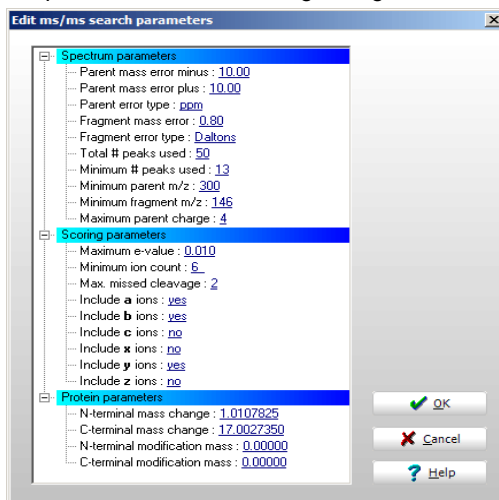 Edit ms/ms search parameters
Spectrum parameters
Parent mass error minus : 10.00
Parent mass error plus : 10.00
Parent error type : ppm
Fragment mass error : 0.80
Fragment error type : Daltons
Total # peaks used : 50
Minimum # peaks used : 13
Minimum parent m/z : 300
Minimum fragment m/z : 146
Maximum parent charge : 4
Scoring parameters
Maximum e-value : 0.010
Minimum ion count : 6
Max. missed cleavage : 2
Include a ions : yes
Include b ions : yes
Include c ions : no
Include x ions : no
Include y ions : yes
Include z ions : no
Protein parameters
N-terminal mass change : 1.0107825
C-terminal mass change : 17.0027350
N-terminal modification mass : 0.00000
C-terminal modification mass : 0.00000
OK
Cancel
Help